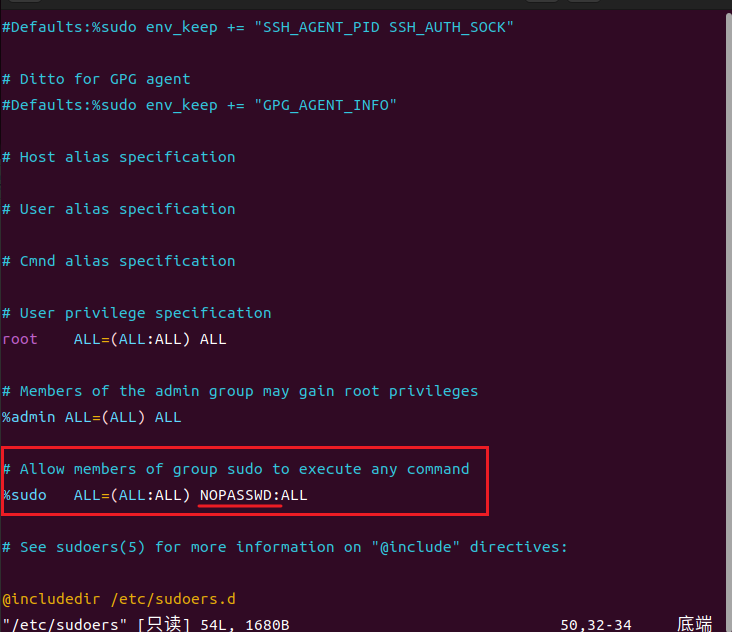 #Defaults:%sudo env_keep += "SSH_AGENT_PID SSH_AUTH_SOCK"
# Ditto for GPG agent
#Defaults:%sudo env_keep += "GPG_AGENT_INFO"
# Host alias specification
# User alias specification
# Cmnd alias specification
# User privilege specification
root    ALL=(ALL:ALL) ALL
# Members of the admin group may gain root privileges
%admin ALL=(ALL) ALL
# Allow members of group sudo to execute any command
%sudo   ALL=(ALL:ALL) NOPASSWD:ALL
# See sudoers(5) for more information on "@include" directives:
@includedir /etc/sudoers.d
"/etc/sudoers" [只读] 54L, 1680B 50,32-34 底端